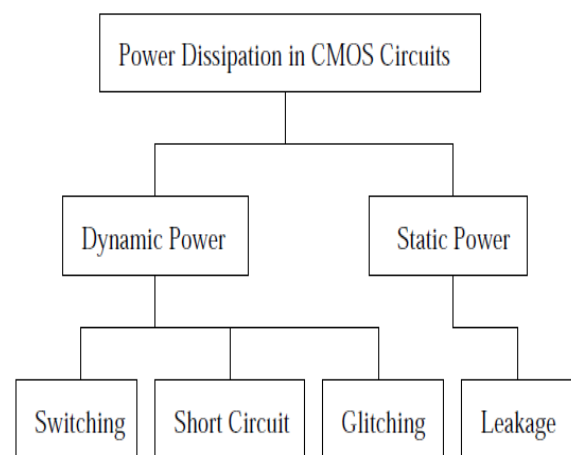 Power Dissipation in CMOS Circuits
Dynamic Power
Static Power
Switching
Short Circuit
Glitching
Leakage